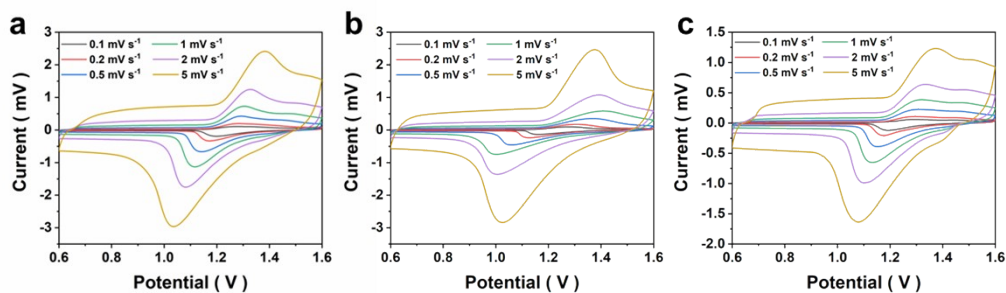 a
3
2
1
0
-1
-2
-3
Current ( mV )
0.1 mV s⁻¹
0.2 mV s⁻¹
0.5 mV s⁻¹
1 mV s⁻¹
2 mV s⁻¹
5 mV s⁻¹
0.6 0.8 1.0 1.2 1.4 1.6
Potential ( V )
b
3
2
1
0
-1
-2
-3
Current ( mV )
0.1 mV s⁻¹
0.2 mV s⁻¹
0.5 mV s⁻¹
1 mV s⁻¹
2 mV s⁻¹
5 mV s⁻¹
0.6 0.8 1.0 1.2 1.4 1.6
Potential ( V )
c
1.5
1.0
0.5
0.0
-0.5
-1.0
-1.5
-2.0
Current ( mV )
0.1 mV s⁻¹
0.2 mV s⁻¹
0.5 mV s⁻¹
1 mV s⁻¹
2 mV s⁻¹
5 mV s⁻¹
0.6 0.8 1.0 1.2 1.4 1.6
Potential ( V )